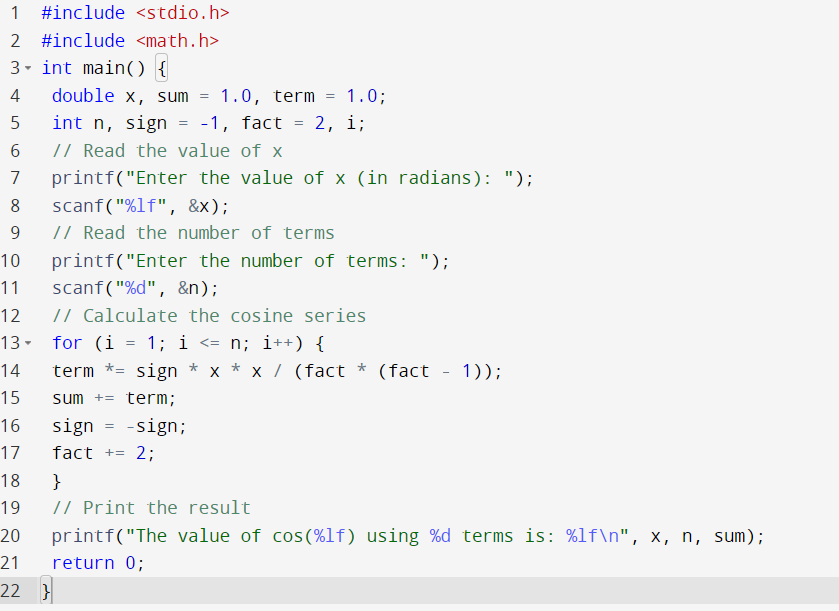 1 #include <stdio.h>
2 #include <math.h>
3 int main() {
4 double x, sum = 1.0, term = 1.0;
5 int n, sign = -1, fact = 2, i;
6 // Read the value of x
7 printf("Enter the value of x (in radians): ");
8 scanf("%lf", &x);
9 // Read the number of terms
10 printf("Enter the number of terms: ");
11 scanf("%d", &n);
12 // Calculate the cosine series
13 for (i = 1; i <= n; i++) {
14 term *= sign * x * x / (fact * (fact - 1));
15 sum += term;
16 sign = -sign;
17 fact += 2;
18 }
19 // Print the result
20 printf("The value of cos(%lf) using %d terms is: %lf\n", x, n, sum);
21 return 0;
22 }